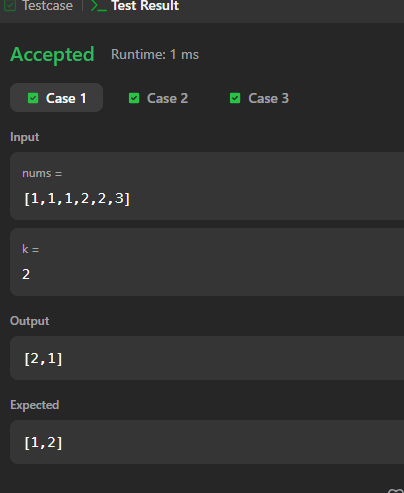 Testcase | >_ Test Result
Accepted Runtime: 1 ms
Case 1 Case 2 Case 3
Input
nums =
[1,1,1,2,2,3]
k =
2
Output
[2,1]
Expected
[1,2]